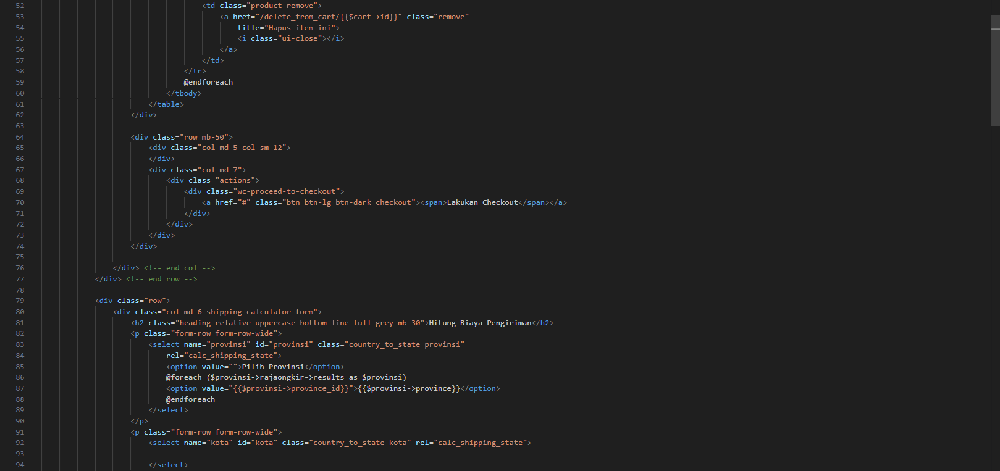 52 <td class="product-remove">
53 <a href="/delete_from_cart/{{$cart->id}}" class="remove"
54 title="Hapus item ini">
55 <i class="ui-close"></i>
56 </a>
57 </td>
58 </tr>
59 @endforeach
60 </tbody>
61 </table>
62 </div>
63
64 <div class="row mb-50">
65 <div class="col-md-5 col-sm-12">
66 </div>
67 <div class="col-md-7">
68 <div class="actions">
69 <div class="wc-proceed-to-checkout">
70 <a href="#" class="btn btn-lg btn-dark checkout"><span>Lakukan Checkout</span></a>
71 </div>
72 </div>
73 </div>
74 </div>
75
76 </div> <!-- end col -->
77 </div> <!-- end row -->
78
79 <div class="row">
80 <div class="col-md-6 shipping-calculator-form">
81 <h2 class="heading relative uppercase bottom-line full-grey mb-30">Hitung Biaya Pengiriman</h2>
82 <p class="form-row form-row-wide">
83 <select name="provinsi" id="provinsi" class="country_to_state provinsi"
84 rel="calc_shipping_state">
85 <option value="">Pilih Provinsi</option>
86 @foreach ($provinsi->rajaongkir->results as $provinsi)
87 <option value="{{$provinsi->province_id}}">{{$provinsi->province}}</option>
88 @endforeach
89 </select>
90 </p>
91 <p class="form-row form-row-wide">
92 <select name="kota" id="kota" class="country_to_state kota" rel="calc_shipping_state">
93
94 </select>